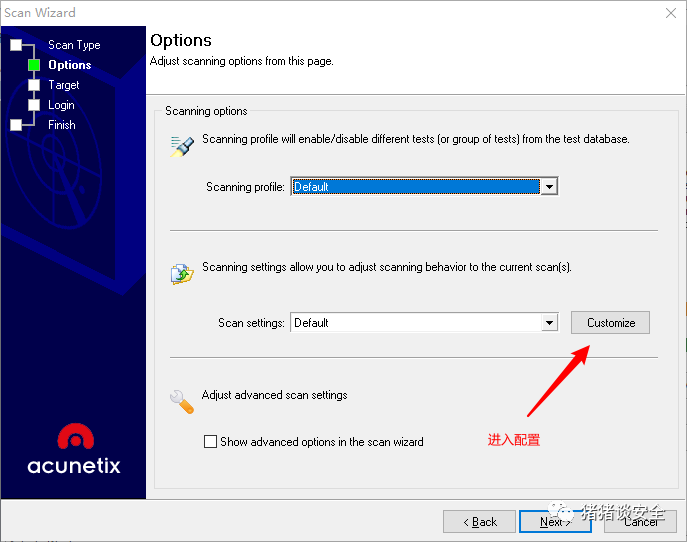 Scan Wizard
Scan Type
Options
Target
Login
Finish
acunetix
Options
Adjust scanning options from this page.
Scanning options
Scanning profile will enable/disable different tests (or group of tests) from the test database.
Scanning profile: Default
Scanning settings allow you to adjust scanning behavior to the current scan(s).
Scan settings: Default Customize
Adjust advanced scan settings
Show advanced options in the scan wizard
进入配置
< Back Next > Cancel
猪猪谈安全